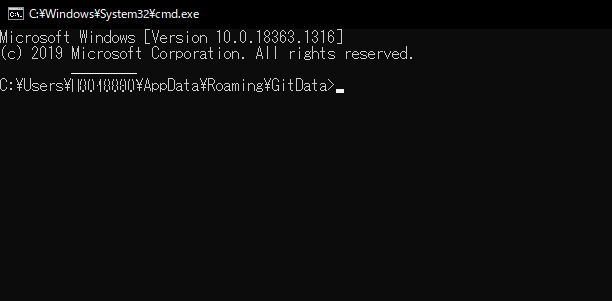 C:¥Windows¥System32¥cmd.exe
Microsoft Windows [Version 10.0.18363.1316]
(c) 2019 Microsoft Corporation. All rights reserved.
C:¥Users¥ ¥AppData¥Roaming¥GitData>